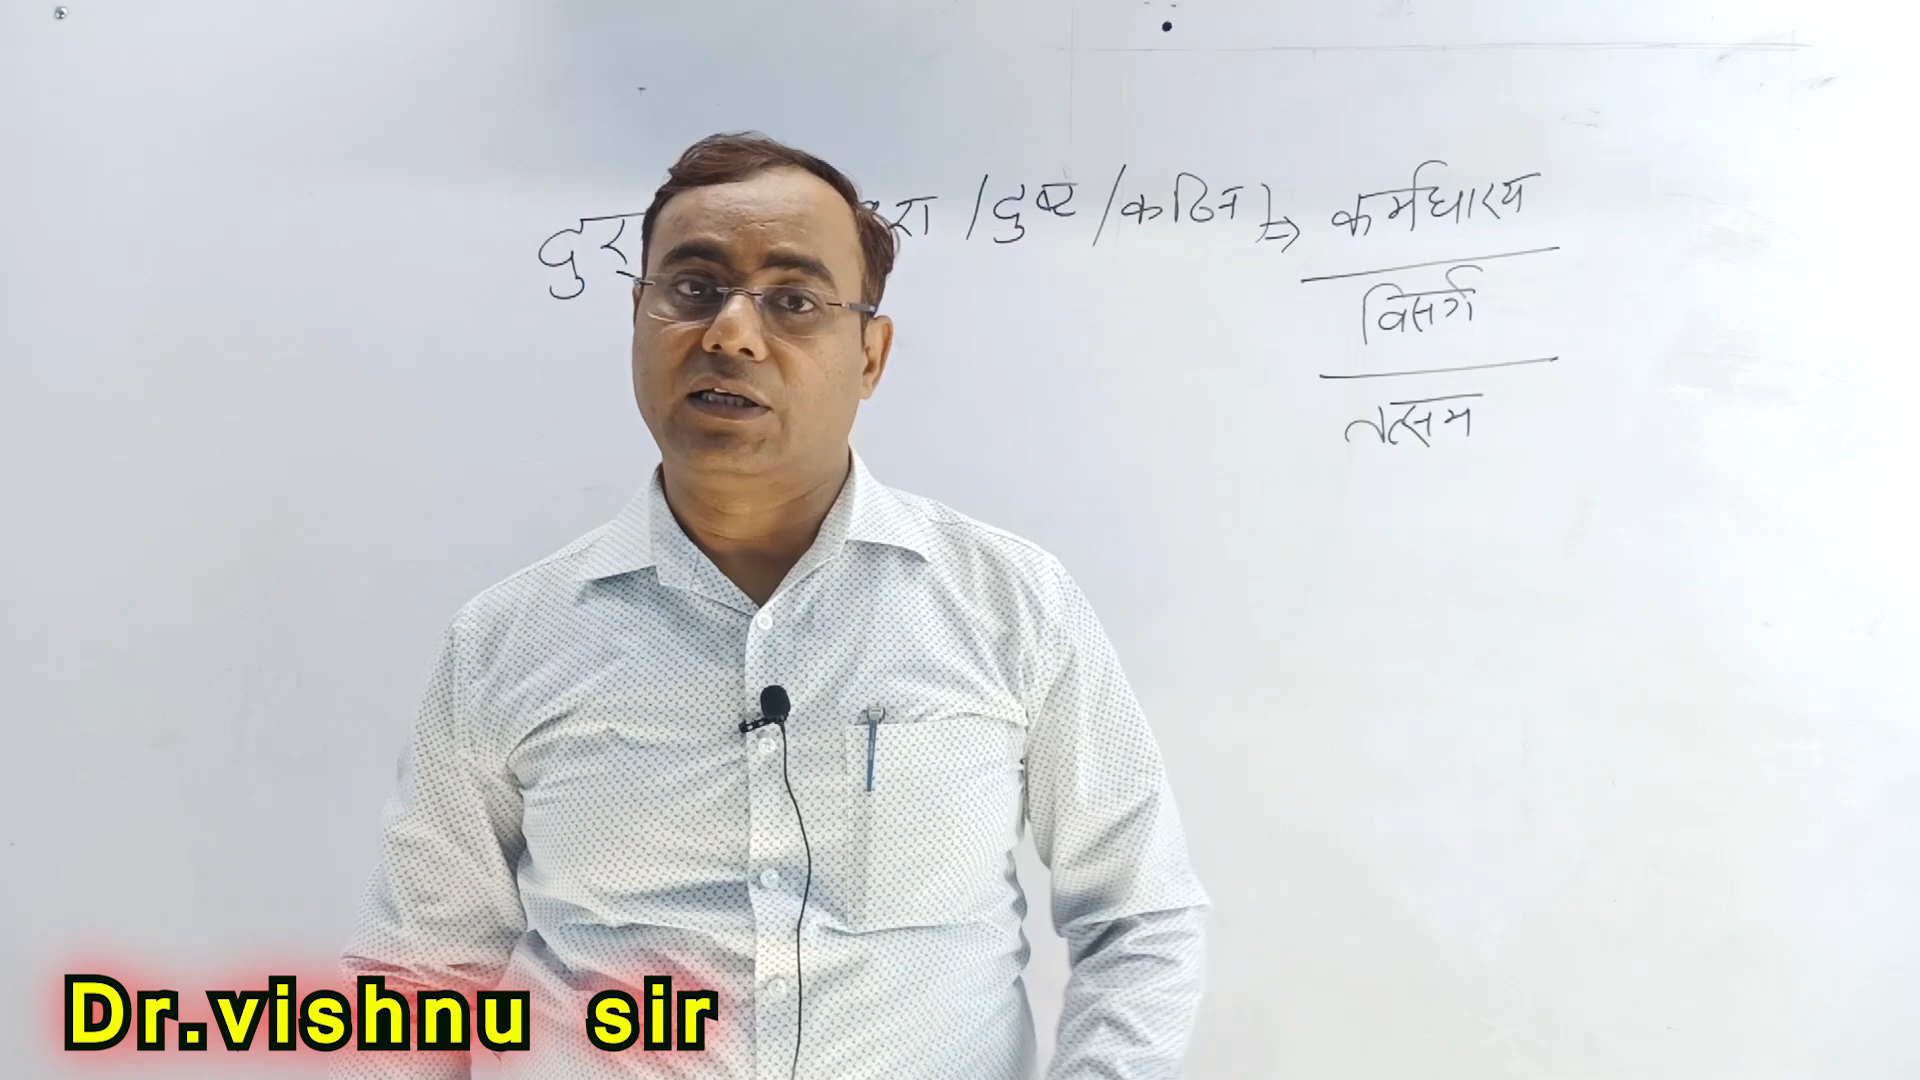 दुर् /दुष्ट /कठिन ⇒ कर्मधारय
विसर्ग
तत्सम
Dr.vishnu sir